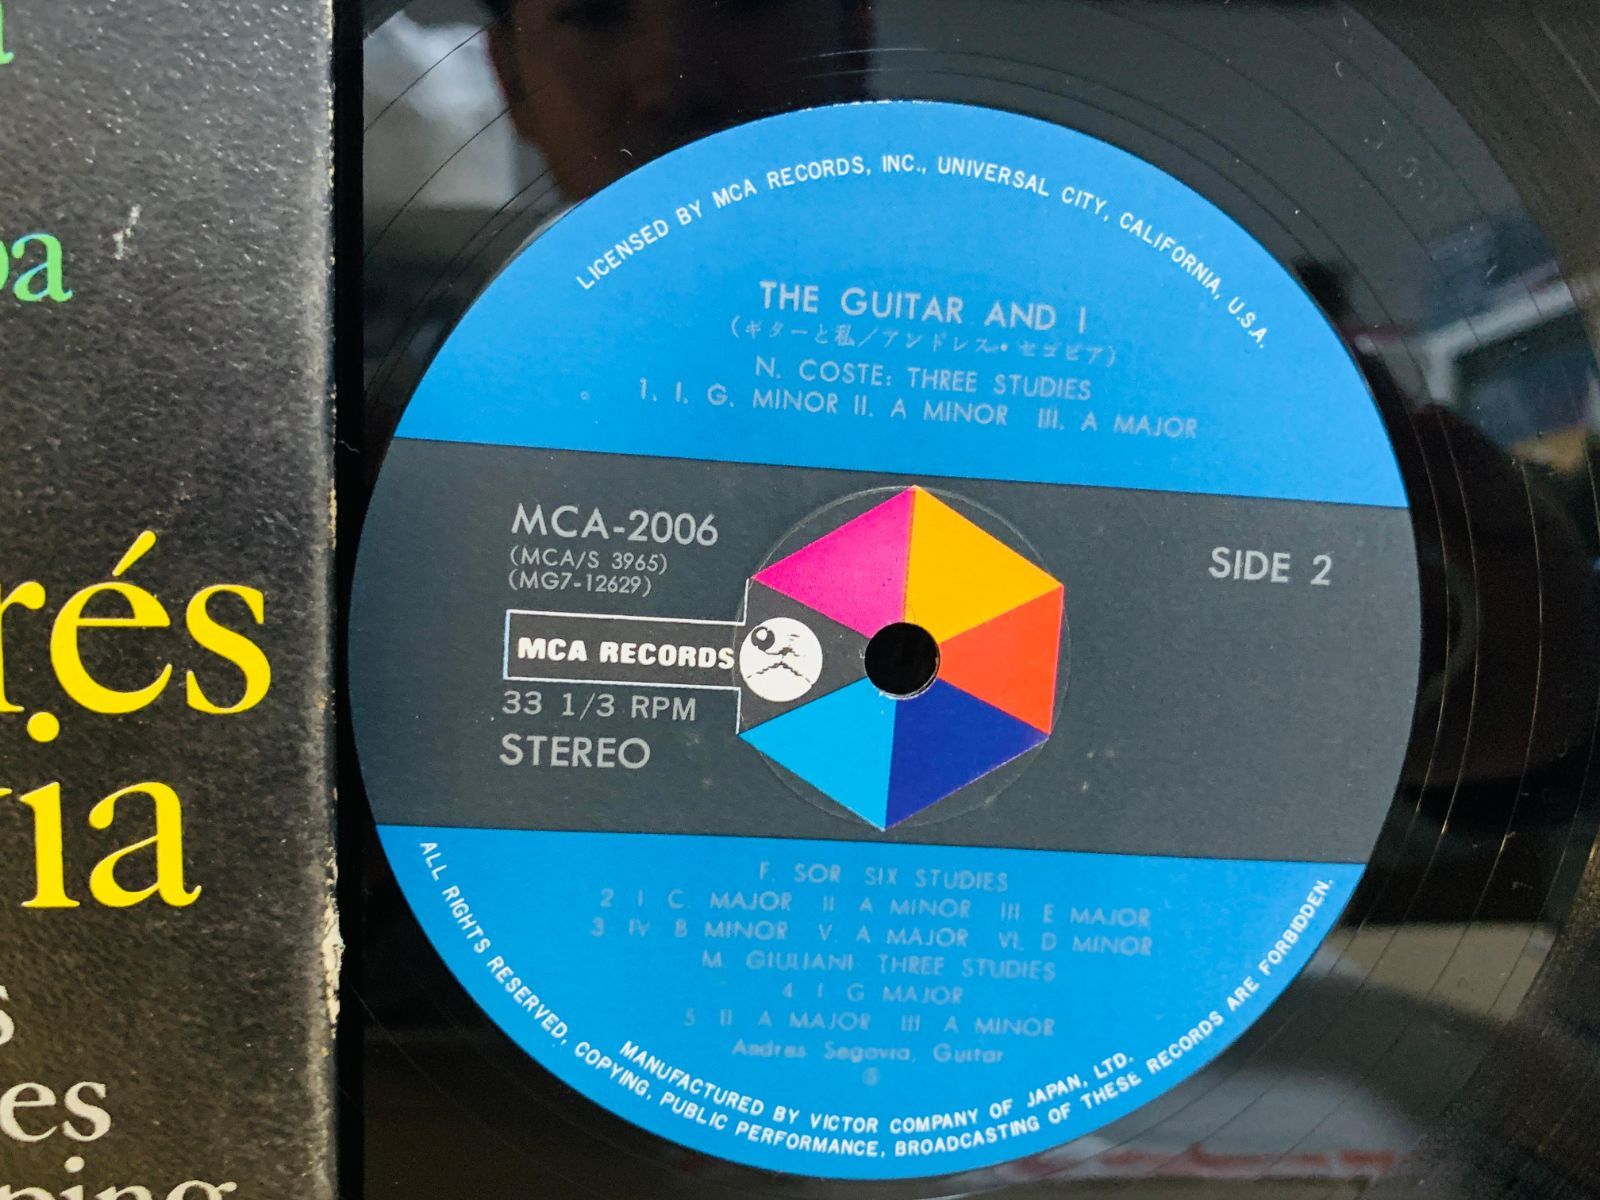 ba
rés
via
s
es
ping
LICENSED BY MCA RECORDS, INC., UNIVERSAL CITY, CALIFORNIA, U.S.A.
THE GUITAR AND I
(ギターと私/アンドレス・セゴビア)
N. COSTE: THREE STUDIES
1. I. G. MINOR II. A MINOR III. A MAJOR
MCA-2006
(MCA/S 3965)
(MG7-12629)
MCA RECORDS
33 1/3 RPM
STEREO
SIDE 2
F. SOR SIX STUDIES
2 I C. MAJOR II A MINOR III E MAJOR
3 IV B MINOR V. A MAJOR VI. D MINOR
M. GIULIANI THREE STUDIES
4 I G MAJOR
5 II A MAJOR III A MINOR
Andres Segovia, Guitar
MANUFACTURED BY VICTOR COMPANY OF JAPAN, LTD.
ALL RIGHTS RESERVED, COPYING, PUBLIC PERFORMANCE, BROADCASTING OF THESE RECORDS ARE FORBIDDEN.